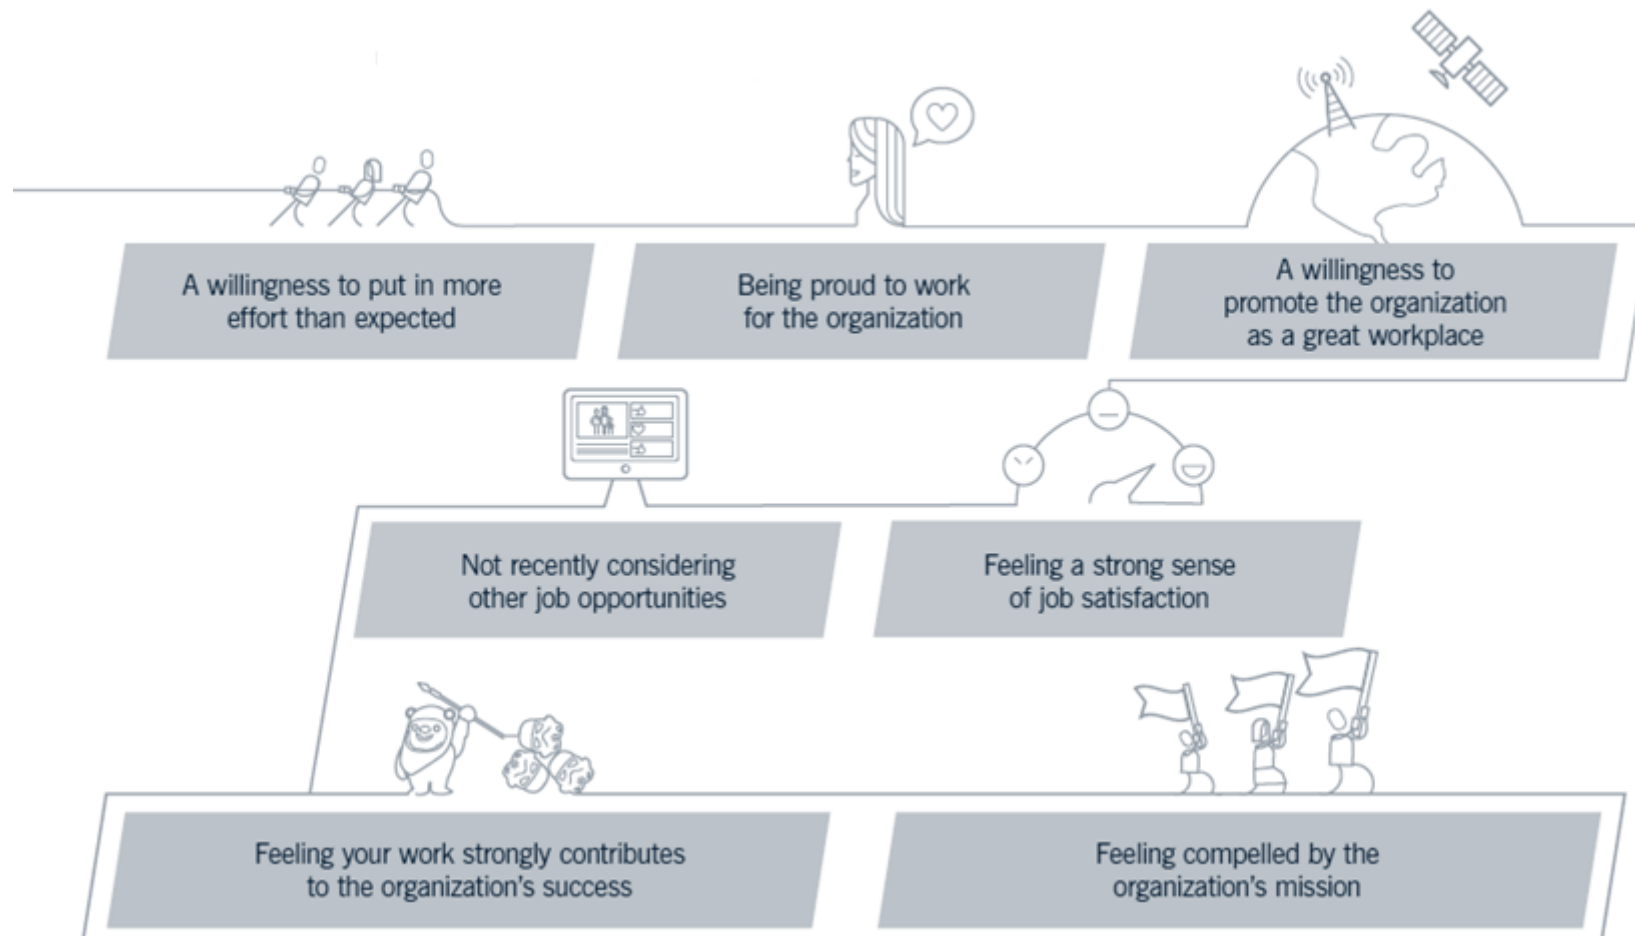 A willingness to put in more
effort than expected
Being proud to work
for the organization
A willingness to
promote the organization
as a great workplace
Not recently considering
other job opportunities
Feeling a strong sense
of job satisfaction
Feeling your work strongly contributes
to the organization’s success
Feeling compelled by the
organization’s mission